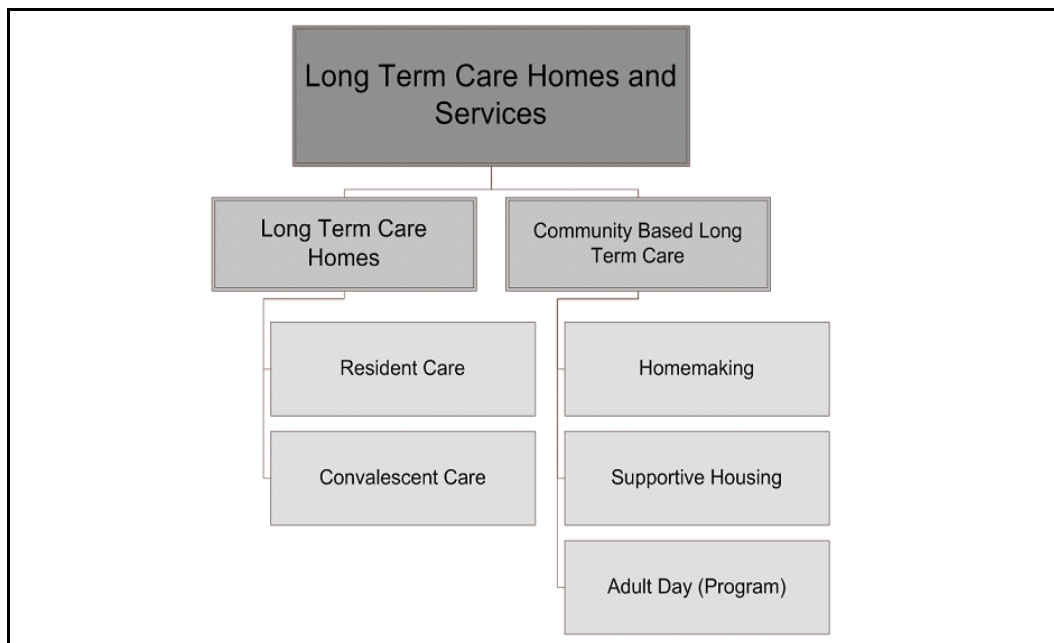 Long Term Care Homes and
Services
Long Term Care
Homes
Community Based Long
Term Care
Resident Care
Homemaking
Convalescent Care
Supportive Housing
Adult Day (Program)